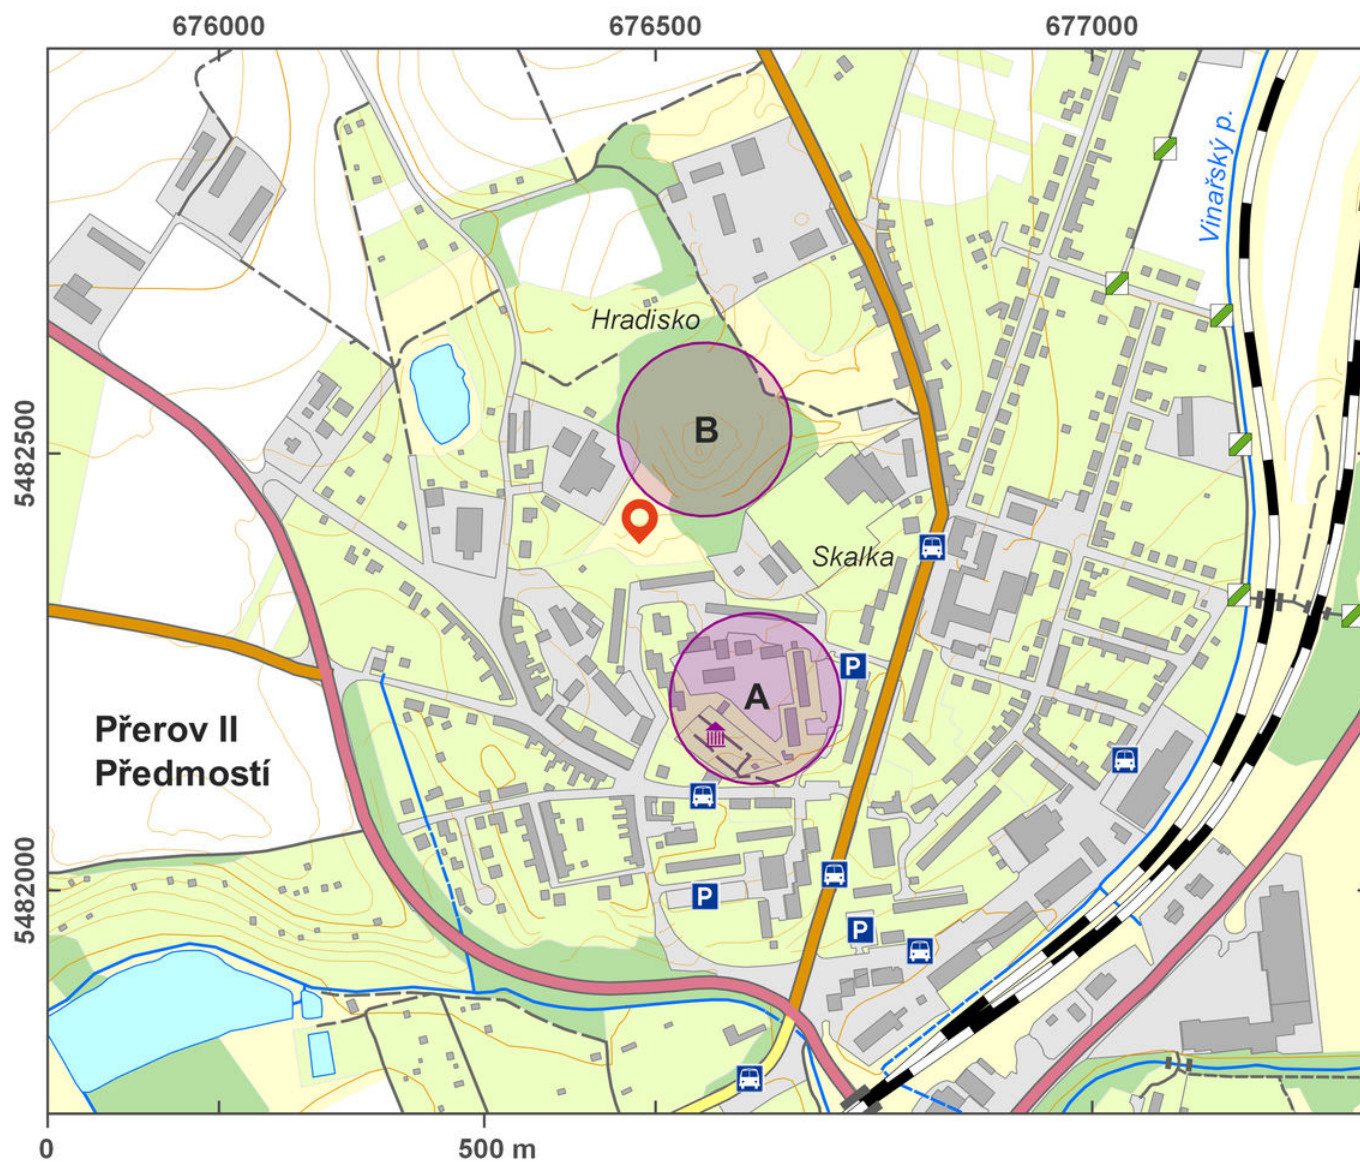 676000 676500 677000
Vinařský p.
Hradisko
B
5482500
Skalka
P
A
Přerov II
Předmostí
5482000
P
P
0 500 m